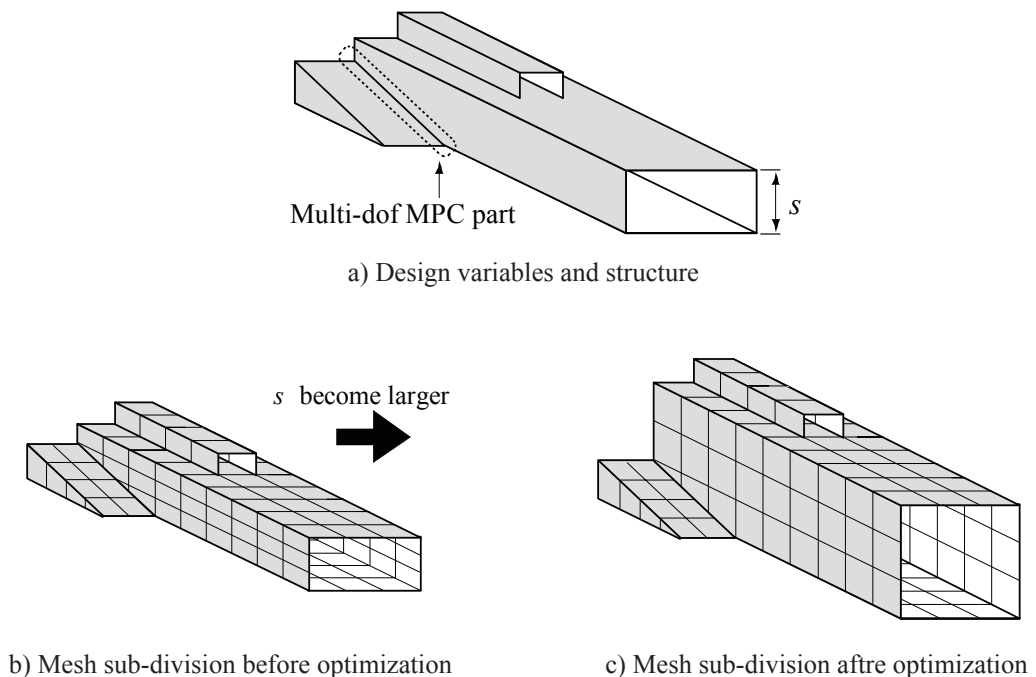 s
Multi-dof MPC part
a) Design variables and structure
s become larger
b) Mesh sub-division before optimization
c) Mesh sub-division aftre optimization